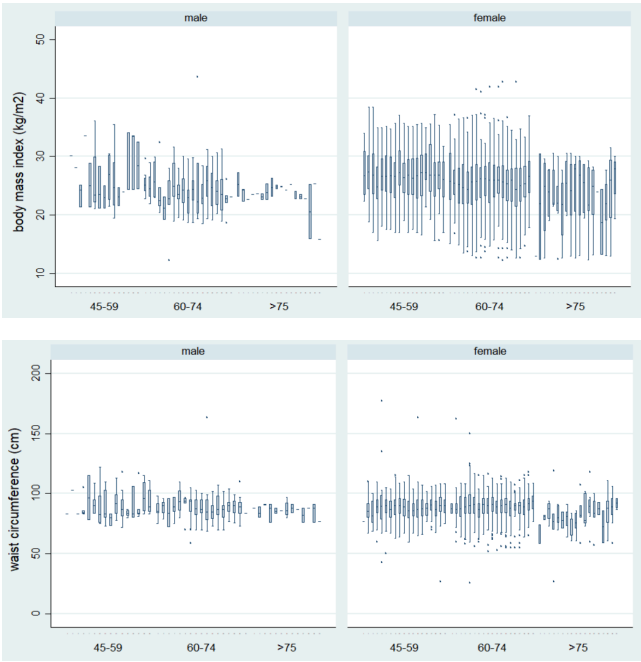 male female
body mass index (kg/m2)
50
40
30
20
10
45-59 60-74 >75 45-59 60-74 >75
male female
waist circumference (cm)
200
150
100
50
0
45-59 60-74 >75 45-59 60-74 >75